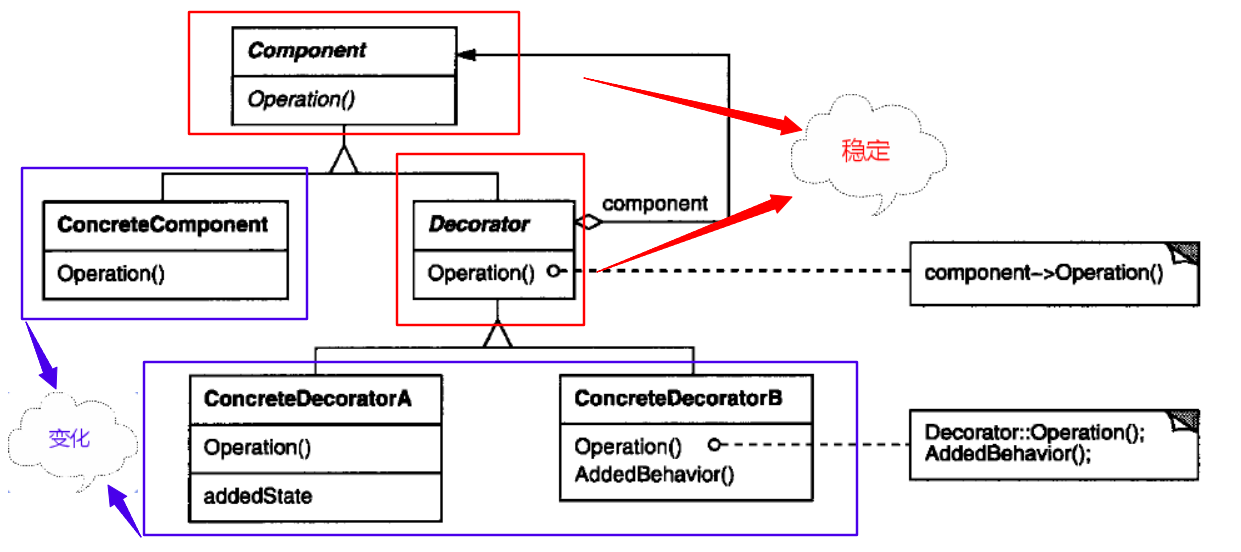 Component
Operation()
稳定
component
ConcreteComponent
Operation()
Decorator
Operation()
component->Operation()
变化
ConcreteDecoratorA
Operation()
addedState
ConcreteDecoratorB
Operation()
AddedBehavior()
Decorator::Operation();
AddedBehavior();